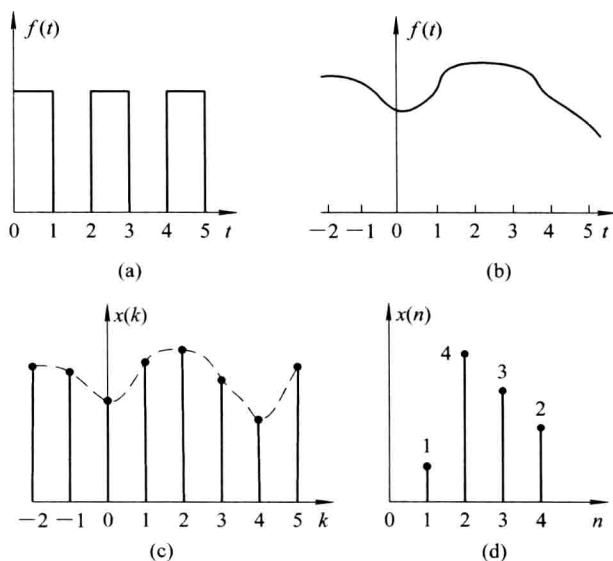 f(t)
0 1 2 3 4 5 t
(a)
f(t)
−2 −1 0 1 2 3 4 5 t
(b)
x(k)
−2 −1 0 1 2 3 4 5 k
(c)
x(n)
4
3
2
1
0 1 2 3 4 n
(d)